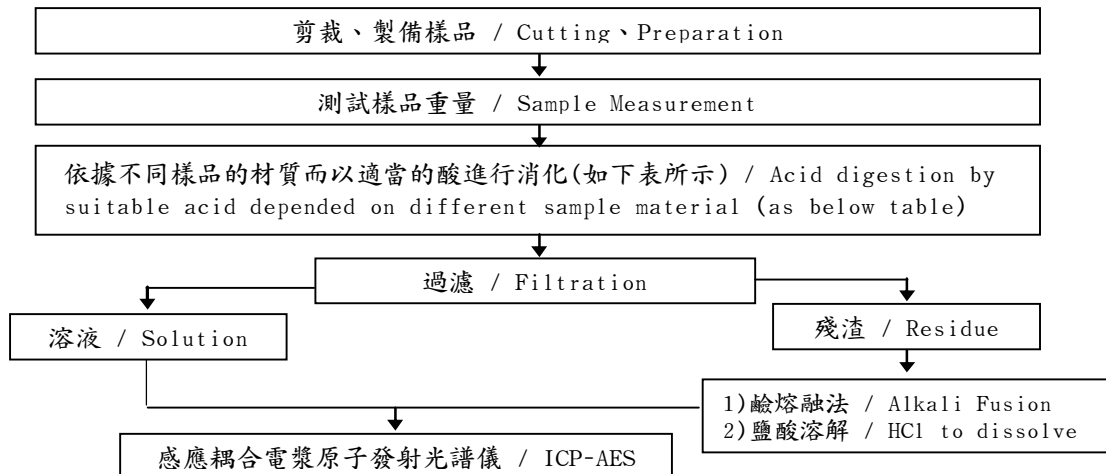 剪裁、製備樣品 / Cutting、Preparation
測試樣品重量 / Sample Measurement
依據不同樣品的材質而以適當的酸進行消化(如下表所示) / Acid digestion by
suitable acid depended on different sample material (as below table)
過濾 / Filtration
溶液 / Solution
殘渣 / Residue
1)鹼熔融法 / Alkali Fusion
2)鹽酸溶解 / HCl to dissolve
感應耦合電漿原子發射光譜儀 / ICP-AES